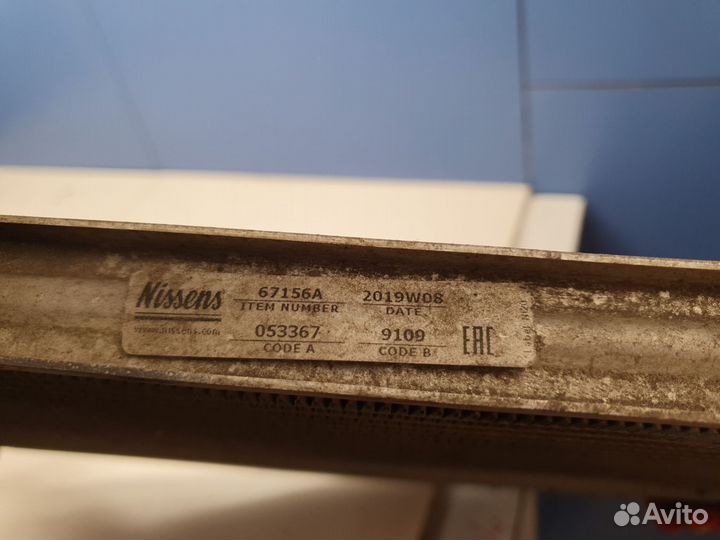 Nissens 67156A 2019W08
ITEM NUMBER DATE
www.nissens.com 053367 9109 EAC
CODE A CODE B
Avito